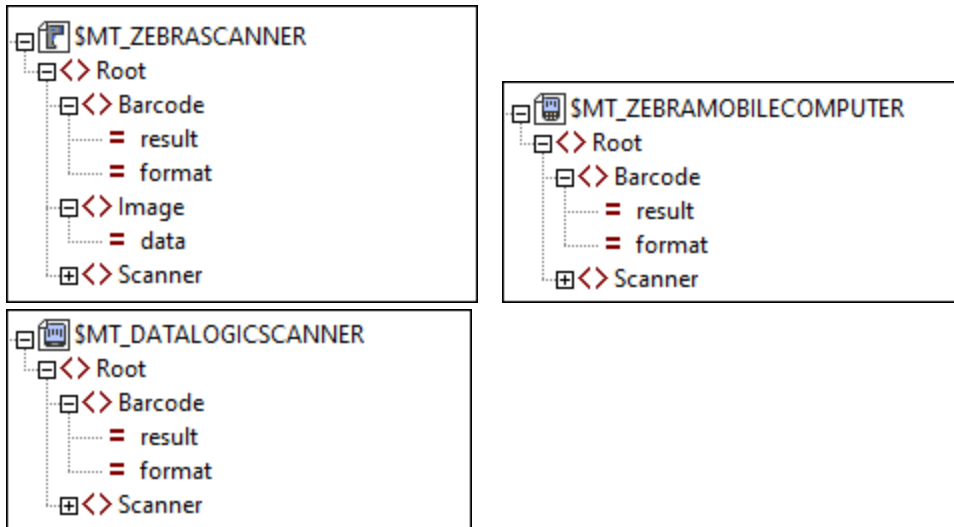 $MT_ZEBRASCANNER
Root
Barcode
result
format
Image
data
Scanner
$MT_ZEBRAMOBILECOMPUTER
Root
Barcode
result
format
Scanner
$MT_DATALOGICSCANNER
Root
Barcode
result
format
Scanner